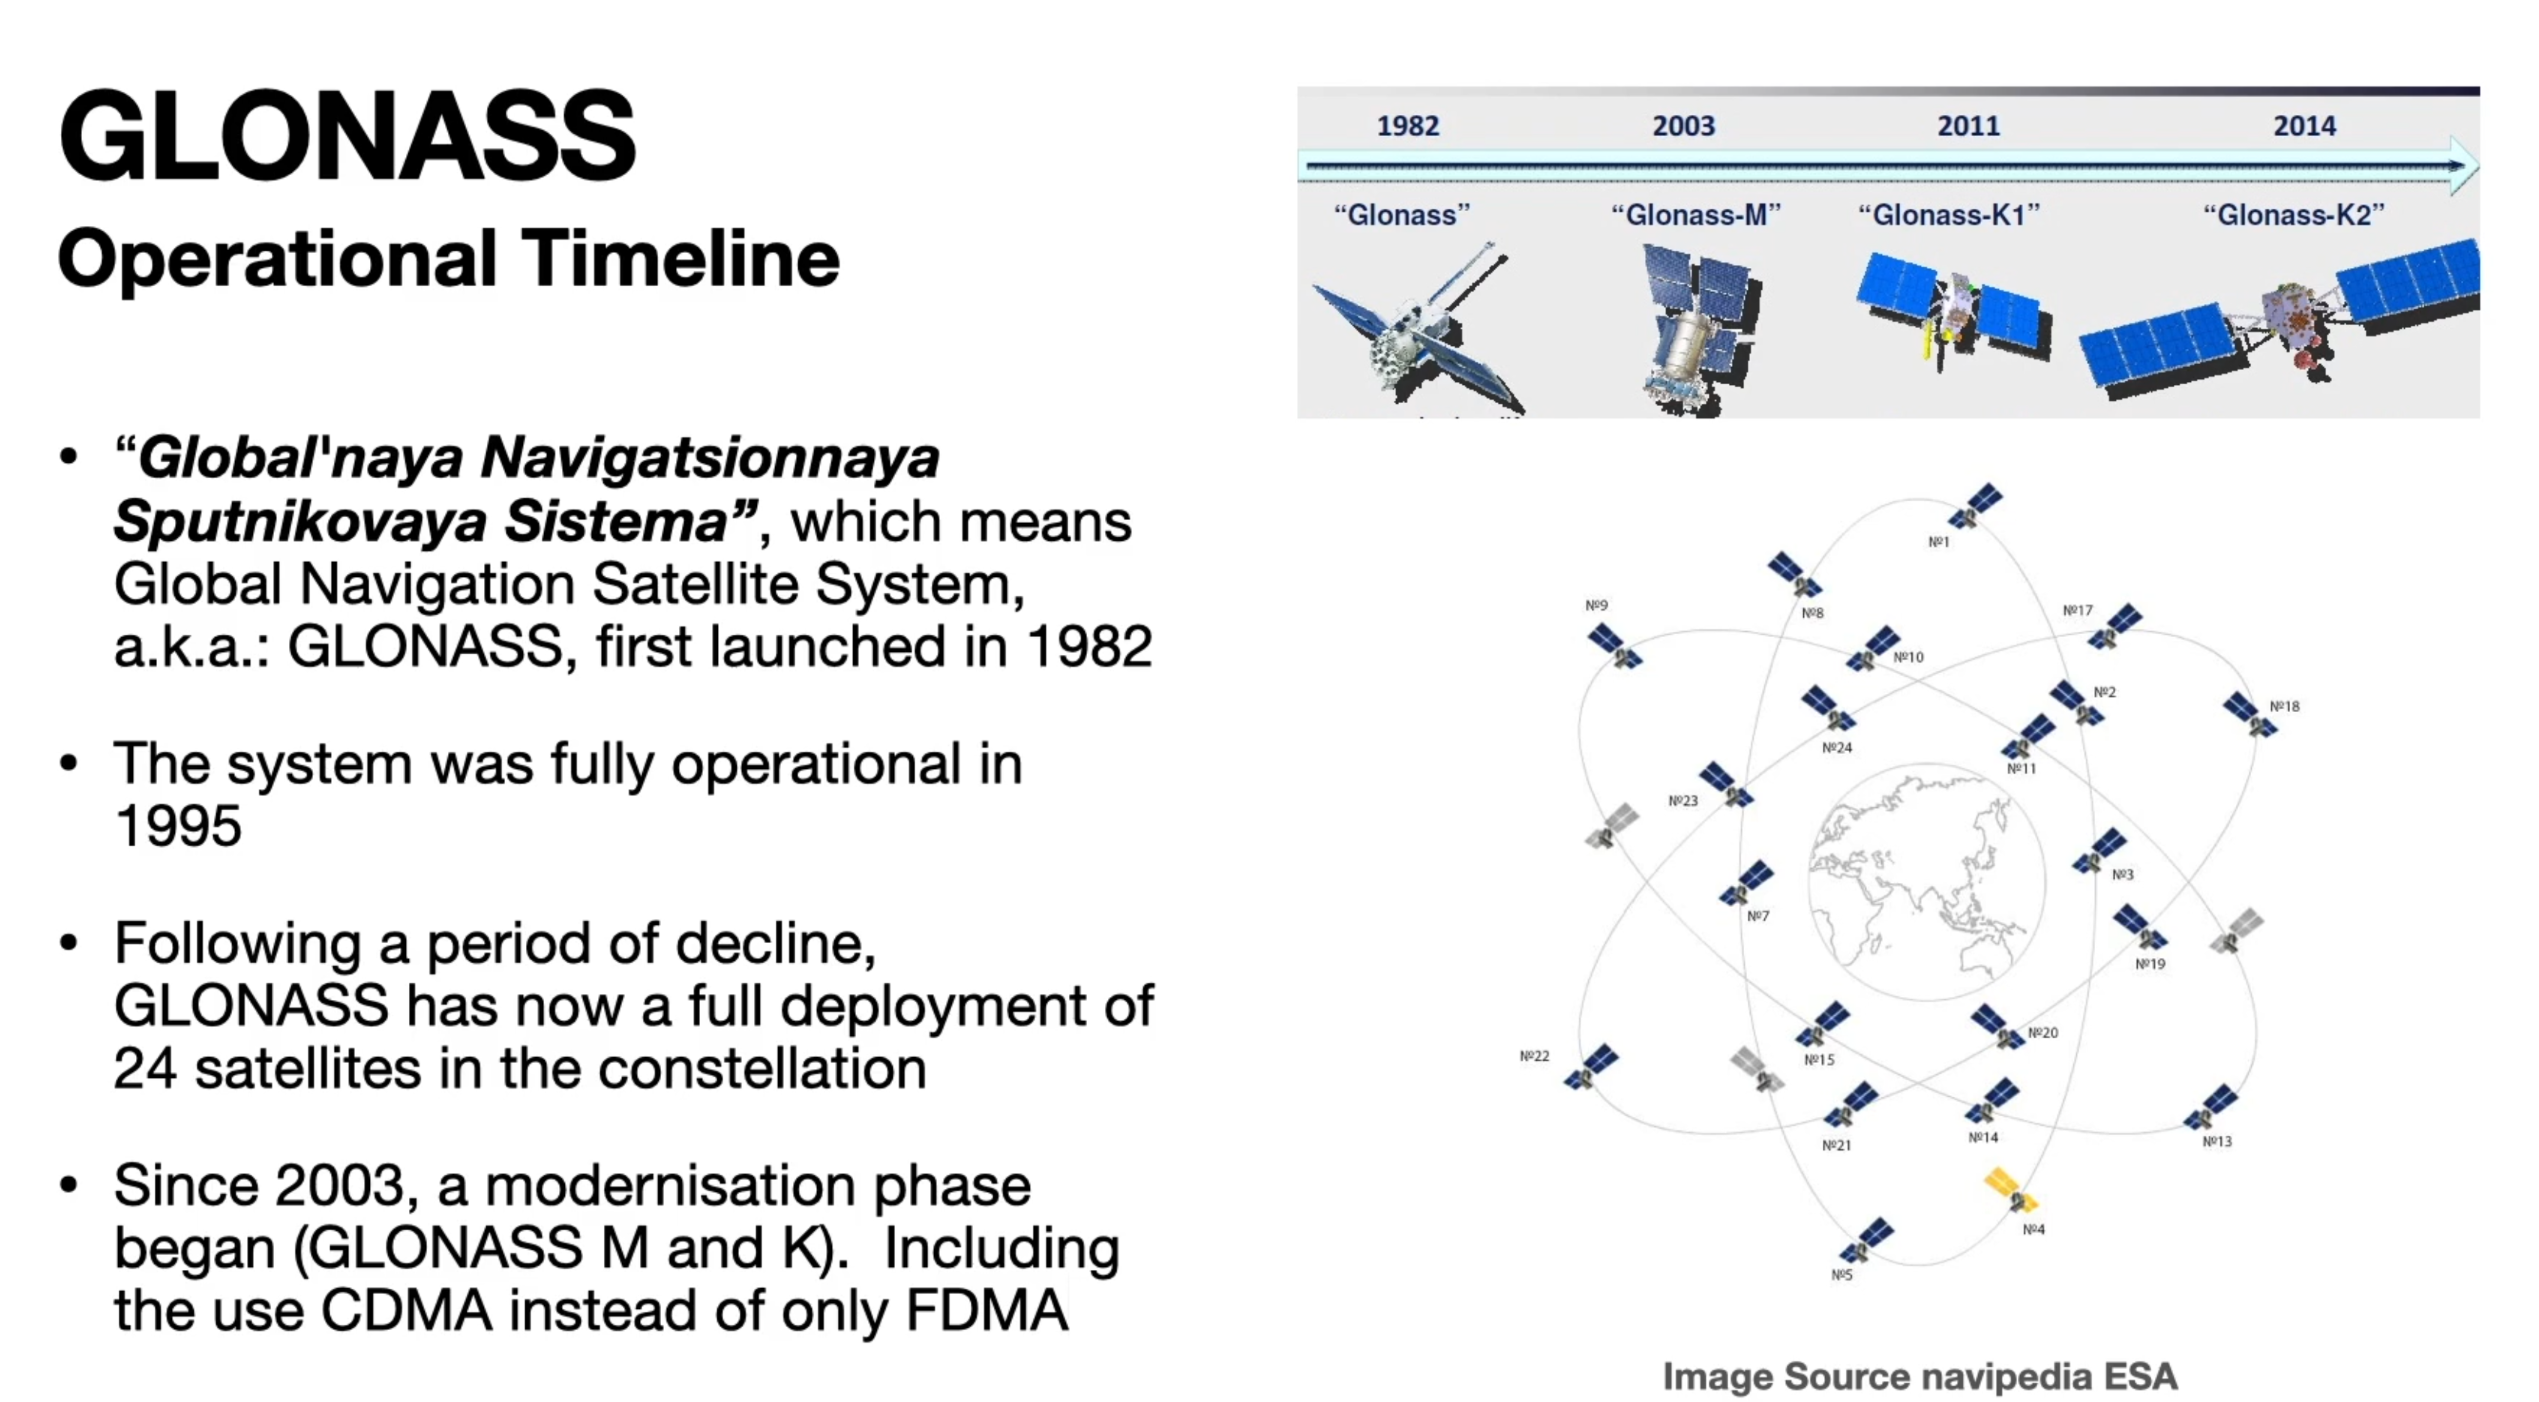 GLONASS
Operational Timeline
• “Global'naya Navigatsionnaya
Sputnikovaya Sistema”, which means
Global Navigation Satellite System,
a.k.a.: GLONASS, first launched in 1982
• The system was fully operational in
1995
• Following a period of decline,
GLONASS has now a full deployment of
24 satellites in the constellation
• Since 2003, a modernisation phase
began (GLONASS M and K).  Including
the use CDMA instead of only FDMA
1982 2003 2011 2014
“Glonass” “Glonass-M” “Glonass-K1” “Glonass-K2”
№1
№8
№9
№17
№10
№2
№18
№24
№11
№23
№3
№7
№19
№20
№22
№15
№14
№13
№21
№4
№5
Image Source navipedia ESA